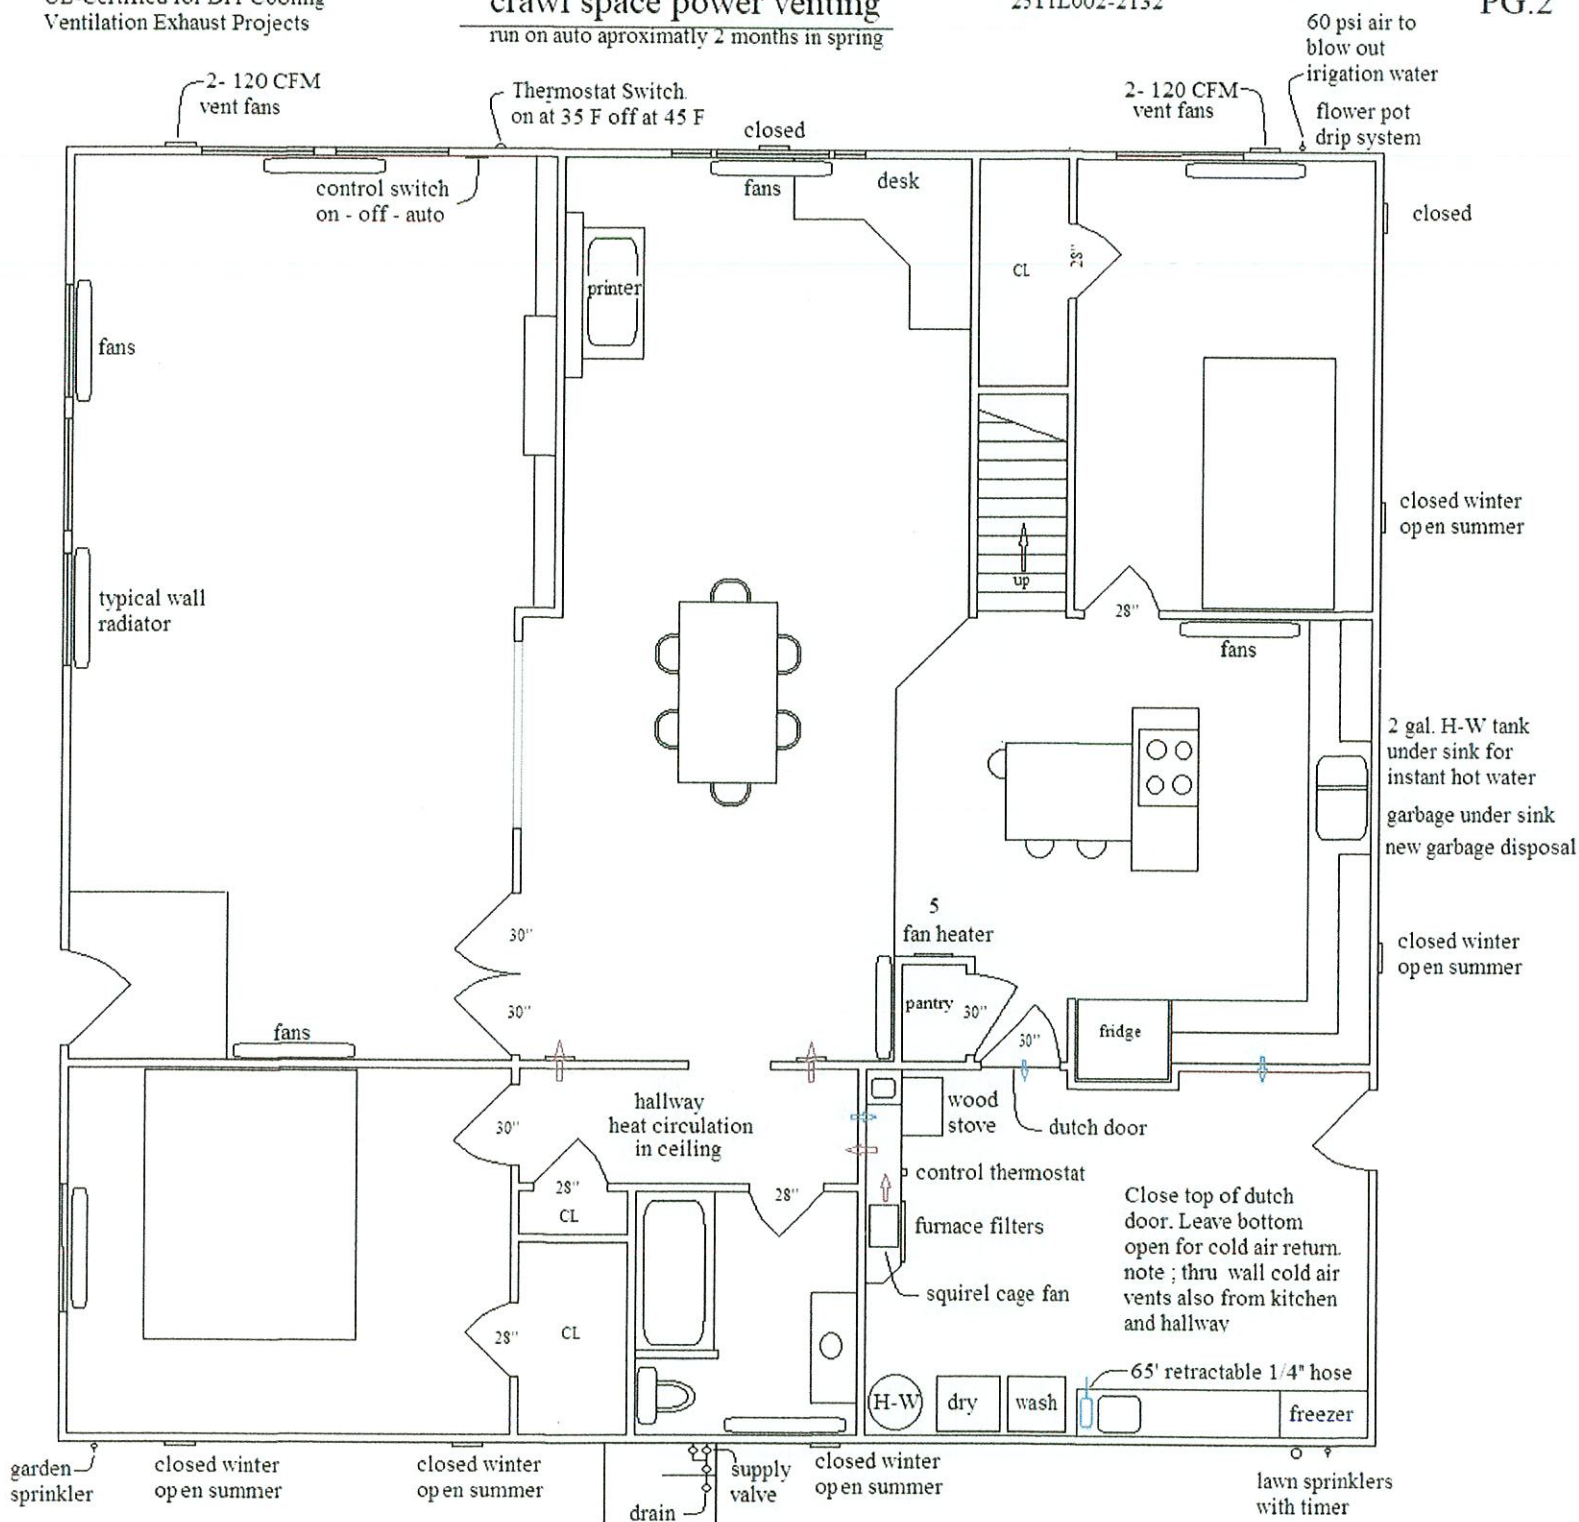 Ventilation Exhaust Projects
crawl space power venting
run on auto aproximatly 2 months in spring
2511L002-2132
PG.2
60 psi air to
blow out
irigation water
flower pot
drip system
2- 120 CFM
vent fans
Thermostat Switch
on at 35 F off at 45 F
closed
2- 120 CFM
vent fans
control switch
on - off - auto
fans
desk
closed
CL
28"
printer
fans
closed winter
open summer
up
typical wall
radiator
28"
fans
2 gal. H-W tank
under sink for
instant hot water
garbage under sink
new garbage disposal
5
fan heater
30"
30"
closed winter
open summer
pantry
30"
30"
fridge
fans
hallway
heat circulation
in ceiling
30"
28"
CL
28"
wood
stove
dutch door
control thermostat
furnace filters
squirel cage fan
Close top of dutch
door. Leave bottom
open for cold air return.
note ; thru wall cold air
vents also from kitchen
and hallway
28"
CL
65' retractable 1/4" hose
H-W
dry
wash
freezer
garden
sprinkler
closed winter
open summer
closed winter
open summer
drain
supply
valve
closed winter
open summer
lawn sprinklers
with timer